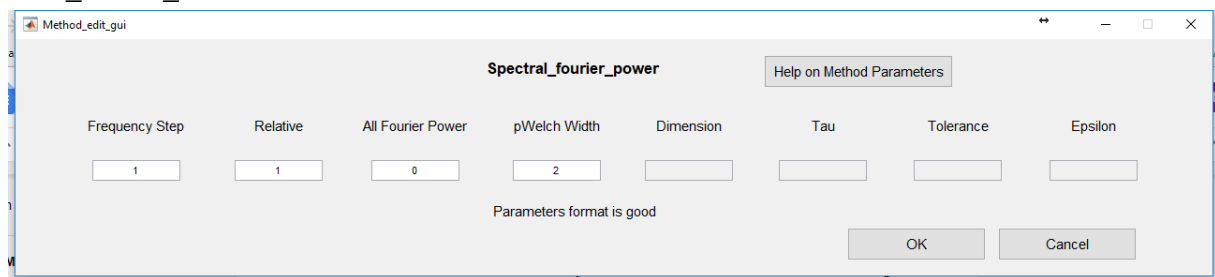 Method_edit_gui
Spectral_fourier_power
Help on Method Parameters
Frequency Step Relative All Fourier Power pWelch Width Dimension Tau Tolerance Epsilon
1 1 0 2
Parameters format is good
OK Cancel